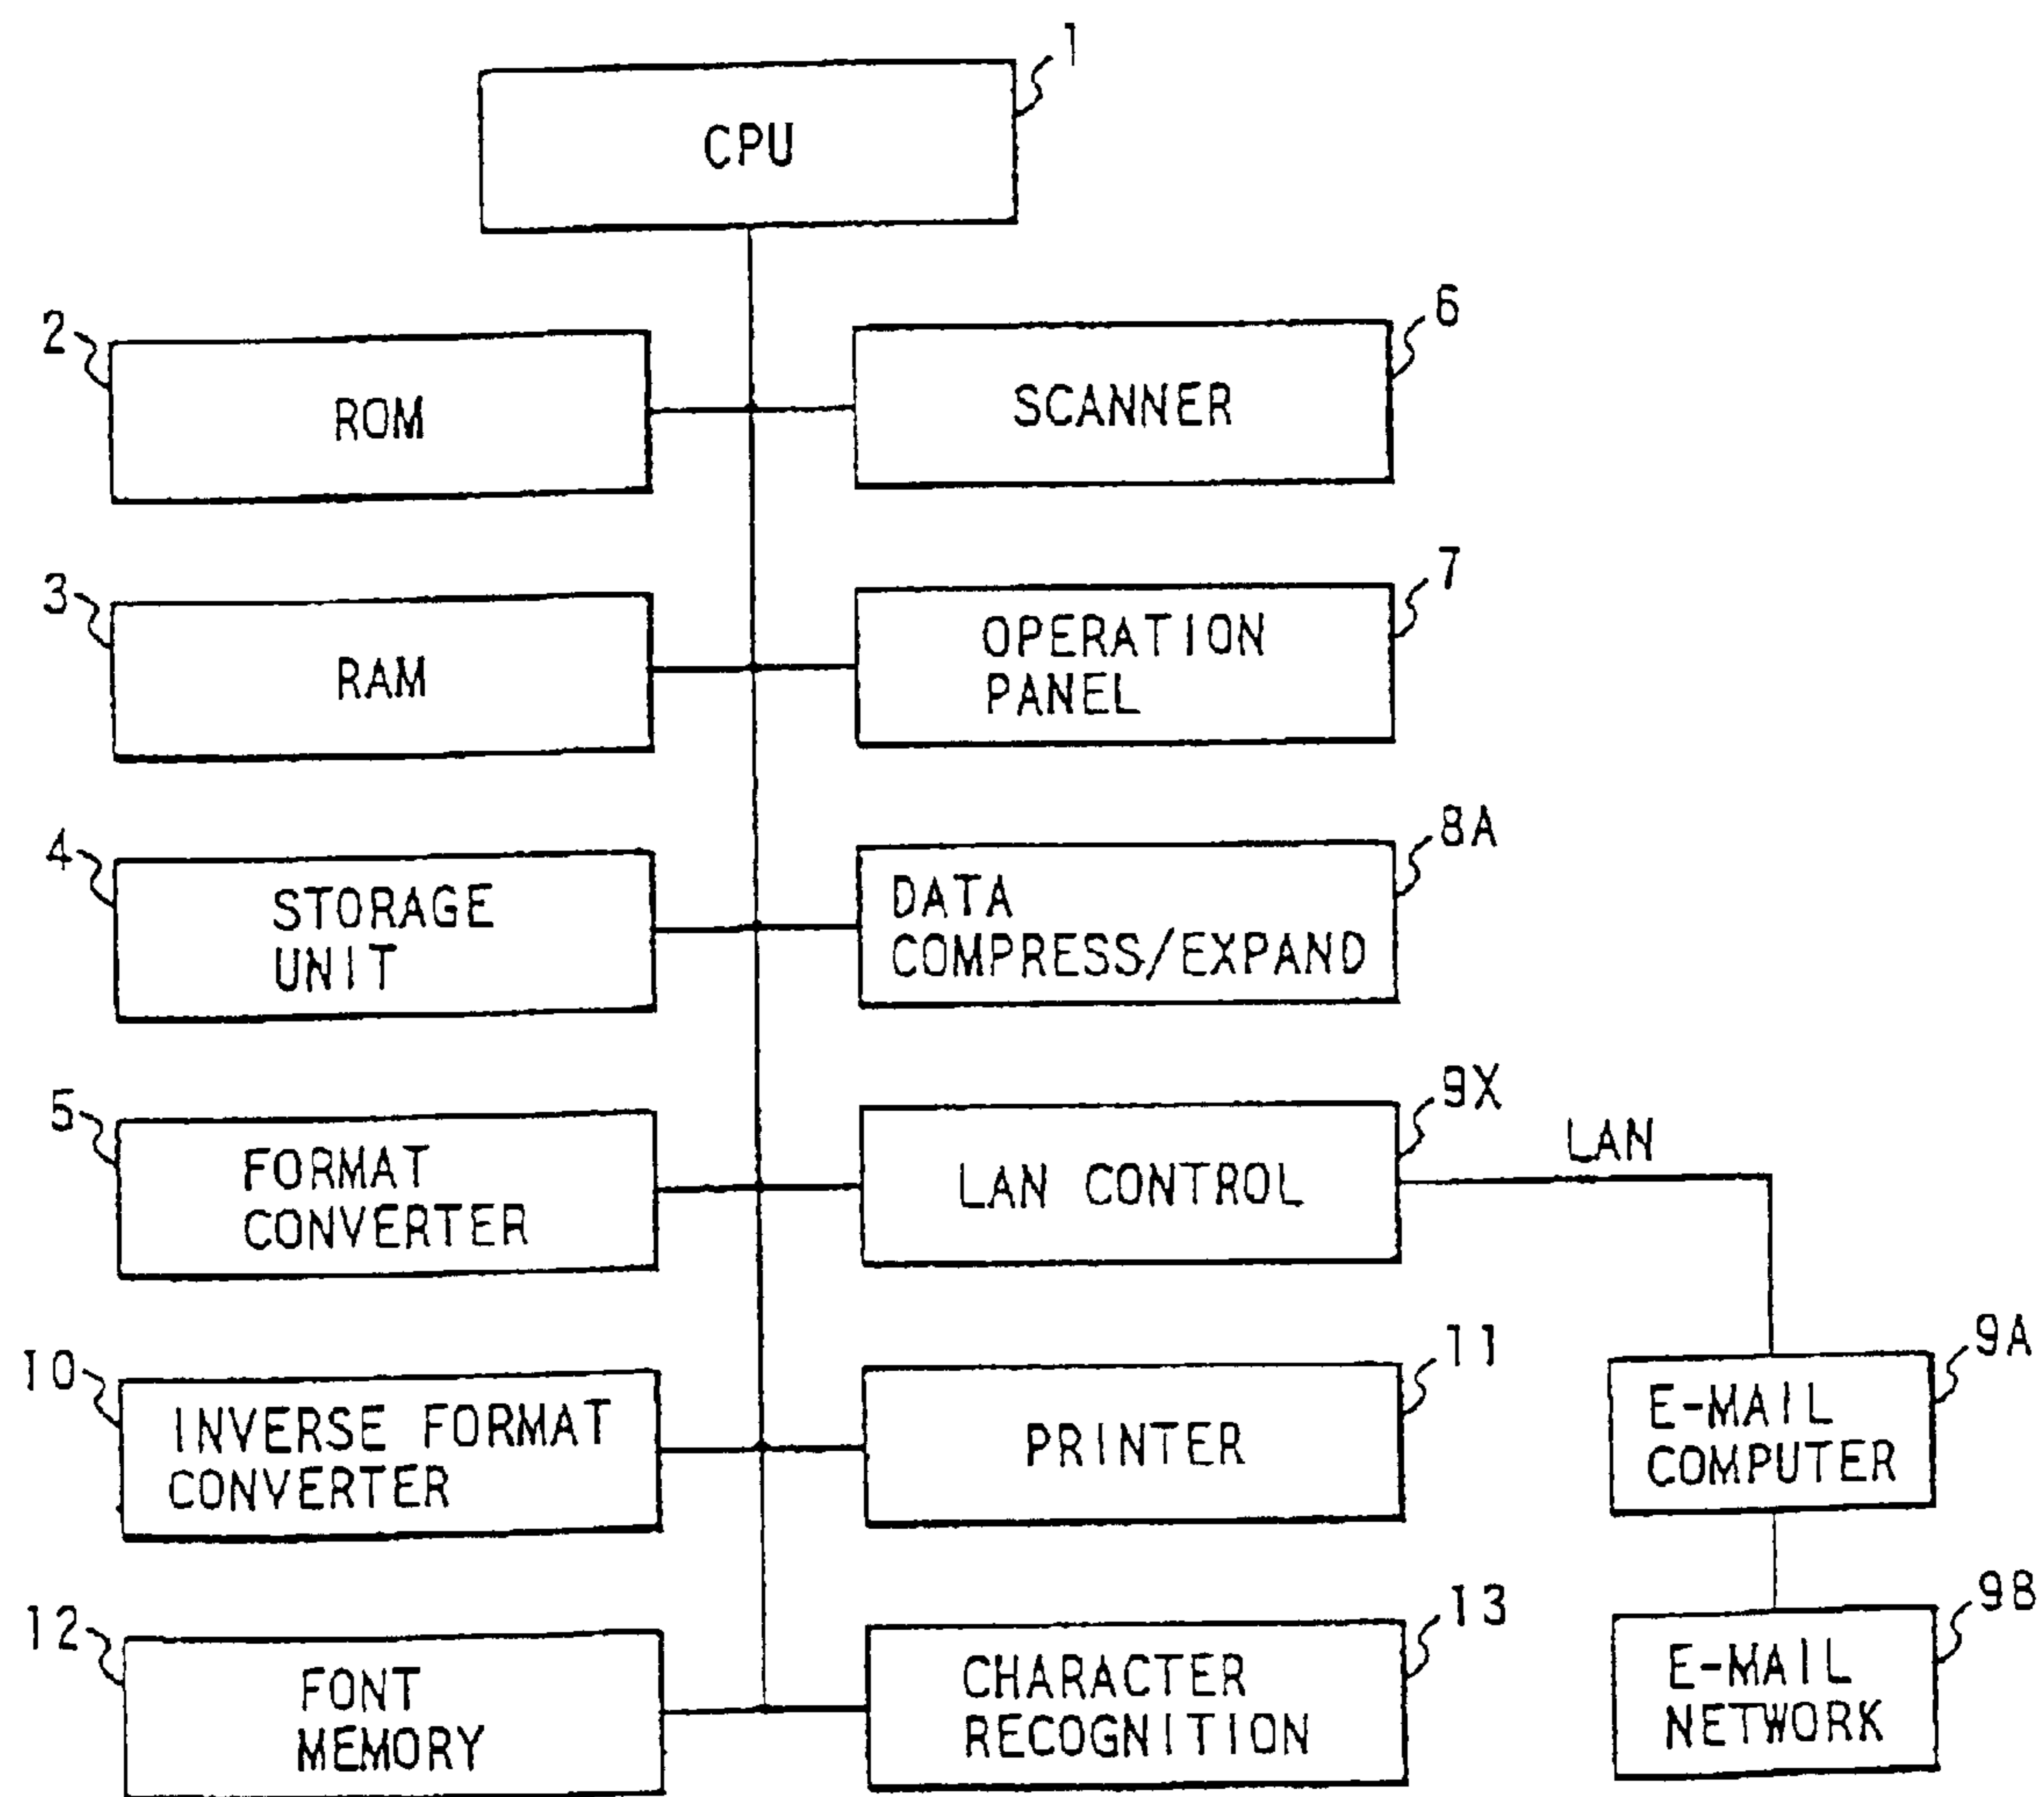 1
CPU
2
ROM
6
SCANNER
3
RAM
7
OPERATION
PANEL
4
STORAGE
UNIT
8A
DATA
COMPRESS/EXPAND
5
FORMAT
CONVERTER
9X
LAN CONTROL
LAN
10
INVERSE FORMAT
CONVERTER
11
PRINTER
9A
E-MAIL
COMPUTER
12
FONT
MEMORY
13
CHARACTER
RECOGNITION
9B
E-MAIL
NETWORK